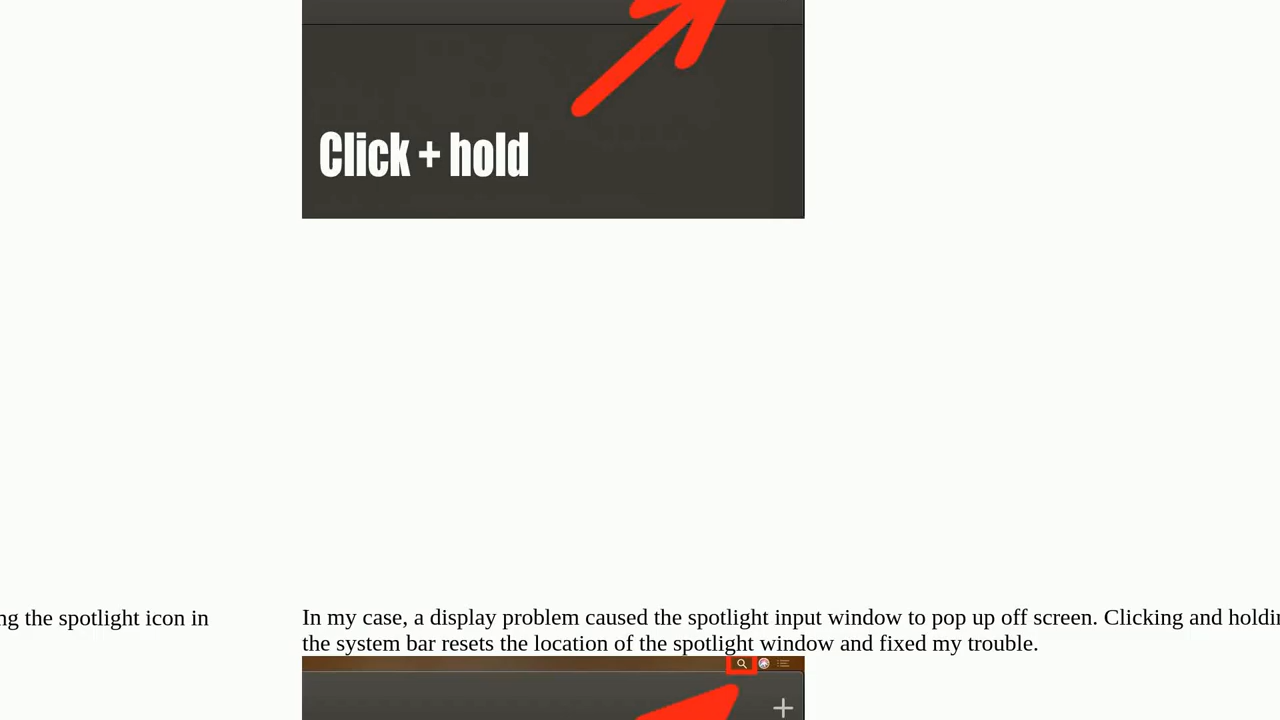 Click + hold
ng the spotlight icon in
In my case, a display problem caused the spotlight input window to pop up off screen. Clicking and holdin
the system bar resets the location of the spotlight window and fixed my trouble.